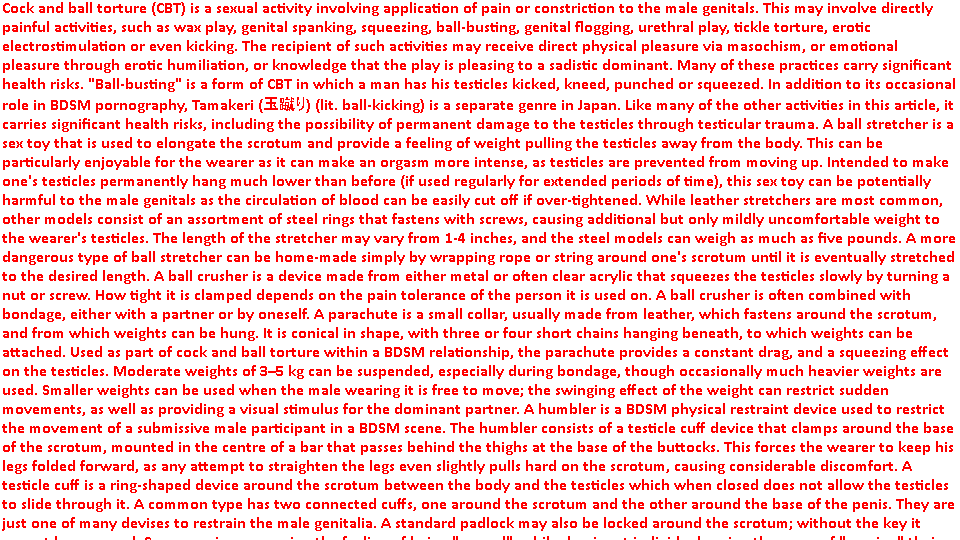 Cock and ball torture (CBT) is a sexual activity involving application of pain or constriction to the male genitals. This may involve directly
painful activities, such as wax play, genital spanking, squeezing, ball-busting, genital flogging, urethral play, tickle torture, erotic
electrostimulation or even kicking. The recipient of such activities may receive direct physical pleasure via masochism, or emotional
pleasure through erotic humiliation, or knowledge that the play is pleasing to a sadistic dominant. Many of these practices carry significant
health risks. "Ball-busting" is a form of CBT in which a man has his testicles kicked, kneed, punched or squeezed. In addition to its occasional
role in BDSM pornography, Tamakeri (玉蹴り) (lit. ball-kicking) is a separate genre in Japan. Like many of the other activities in this article, it
carries significant health risks, including the possibility of permanent damage to the testicles through testicular trauma. A ball stretcher is a
sex toy that is used to elongate the scrotum and provide a feeling of weight pulling the testicles away from the body. This can be
particularly enjoyable for the wearer as it can make an orgasm more intense, as testicles are prevented from moving up. Intended to make
one's testicles permanently hang much lower than before (if used regularly for extended periods of time), this sex toy can be potentially
harmful to the male genitals as the circulation of blood can be easily cut off if over-tightened. While leather stretchers are most common,
other models consist of an assortment of steel rings that fastens with screws, causing additional but only mildly uncomfortable weight to
the wearer's testicles. The length of the stretcher may vary from 1-4 inches, and the steel models can weigh as much as five pounds. A more
dangerous type of ball stretcher can be home-made simply by wrapping rope or string around one's scrotum until it is eventually stretched
to the desired length. A ball crusher is a device made from either metal or often clear acrylic that squeezes the testicles slowly by turning a
nut or screw. How tight it is clamped depends on the pain tolerance of the person it is used on. A ball crusher is often combined with
bondage, either with a partner or by oneself. A parachute is a small collar, usually made from leather, which fastens around the scrotum,
and from which weights can be hung. It is conical in shape, with three or four short chains hanging beneath, to which weights can be
attached. Used as part of cock and ball torture within a BDSM relationship, the parachute provides a constant drag, and a squeezing effect
on the testicles. Moderate weights of 3–5 kg can be suspended, especially during bondage, though occasionally much heavier weights are
used. Smaller weights can be used when the male wearing it is free to move; the swinging effect of the weight can restrict sudden
movements, as well as providing a visual stimulus for the dominant partner. A humbler is a BDSM physical restraint device used to restrict
the movement of a submissive male participant in a BDSM scene. The humbler consists of a testicle cuff device that clamps around the base
of the scrotum, mounted in the centre of a bar that passes behind the thighs at the base of the buttocks. This forces the wearer to keep his
legs folded forward, as any attempt to straighten the legs even slightly pulls hard on the scrotum, causing considerable discomfort. A
testicle cuff is a ring-shaped device around the scrotum between the body and the testicles which when closed does not allow the testicles
to slide through it. A common type has two connected cuffs, one around the scrotum and the other around the base of the penis. They are
just one of many devises to restrain the male genitalia. A standard padlock may also be locked around the scrotum; without the key it